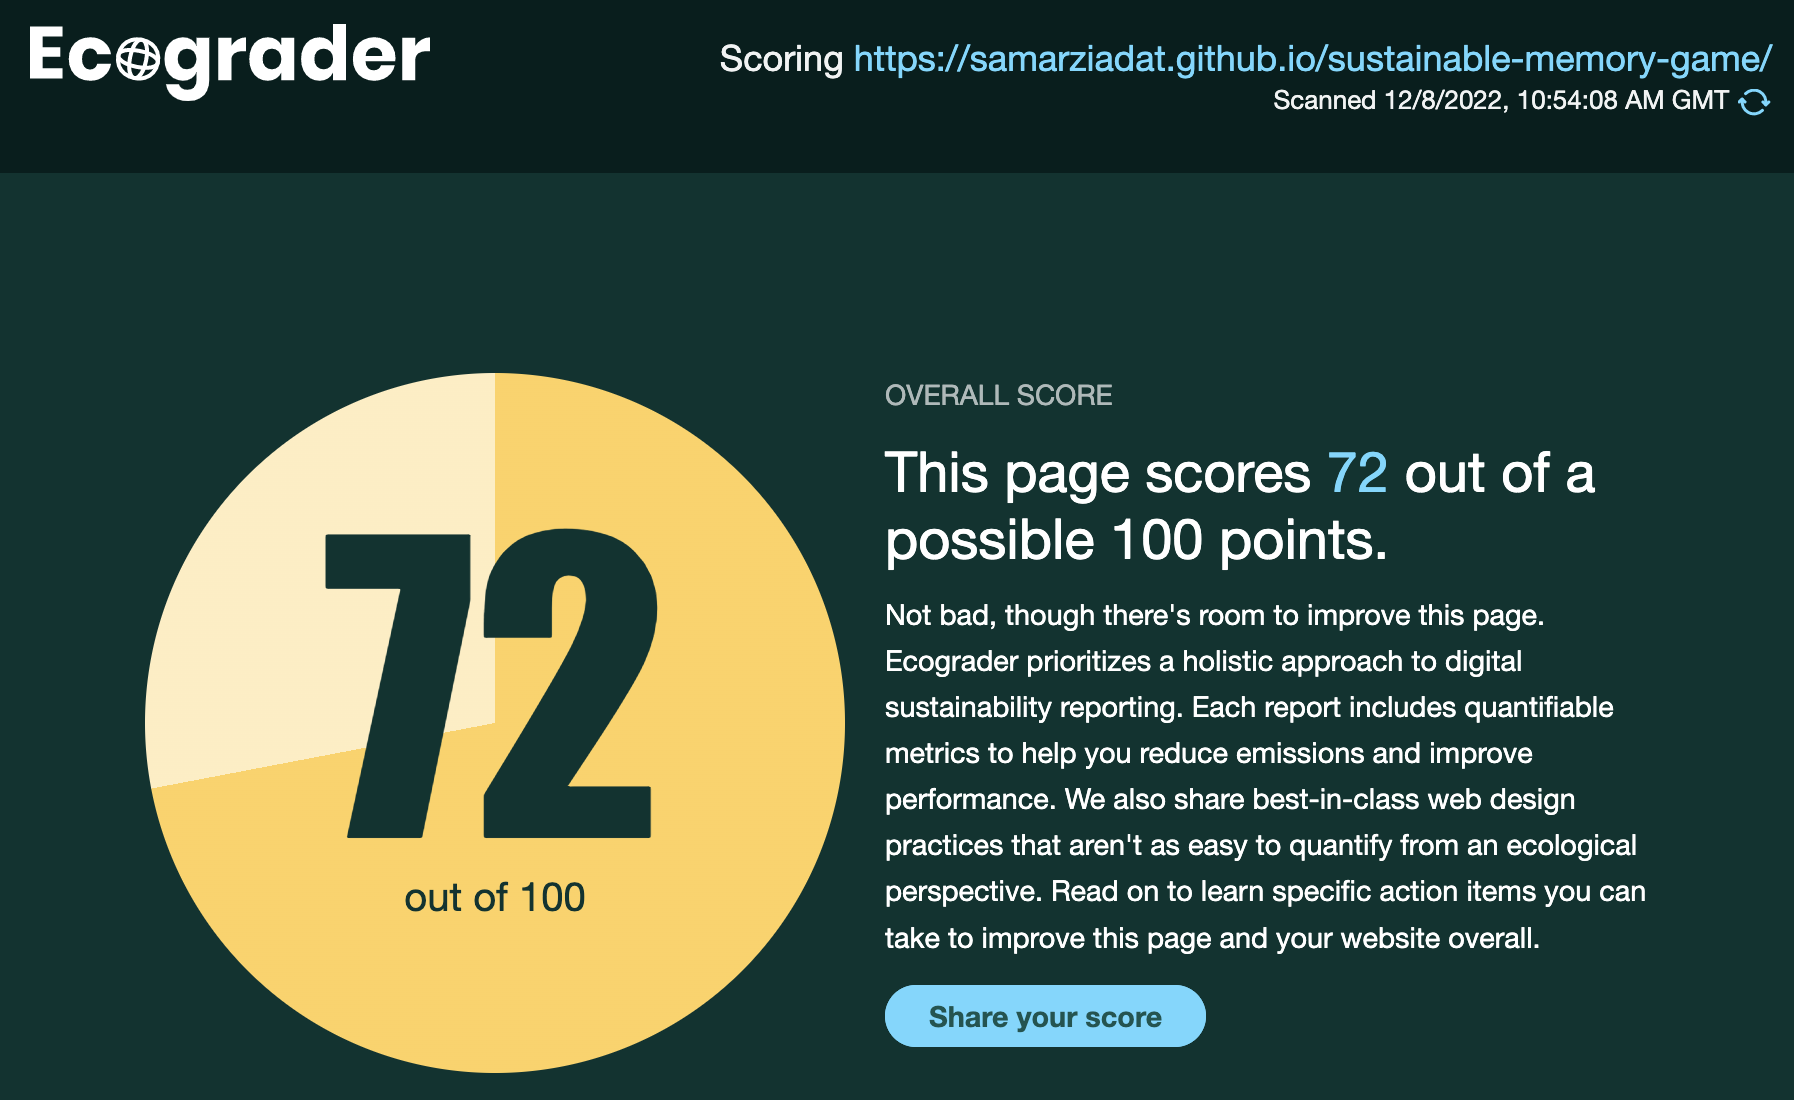 Ecograder
Scoring https://samarziadat.github.io/sustainable-memory-game/
Scanned 12/8/2022, 10:54:08 AM GMT
72
out of 100
OVERALL SCORE
This page scores 72 out of a
possible 100 points.
Not bad, though there's room to improve this page.
Ecograder prioritizes a holistic approach to digital
sustainability reporting. Each report includes quantifiable
metrics to help you reduce emissions and improve
performance. We also share best-in-class web design
practices that aren't as easy to quantify from an ecological
perspective. Read on to learn specific action items you can
take to improve this page and your website overall.
Share your score